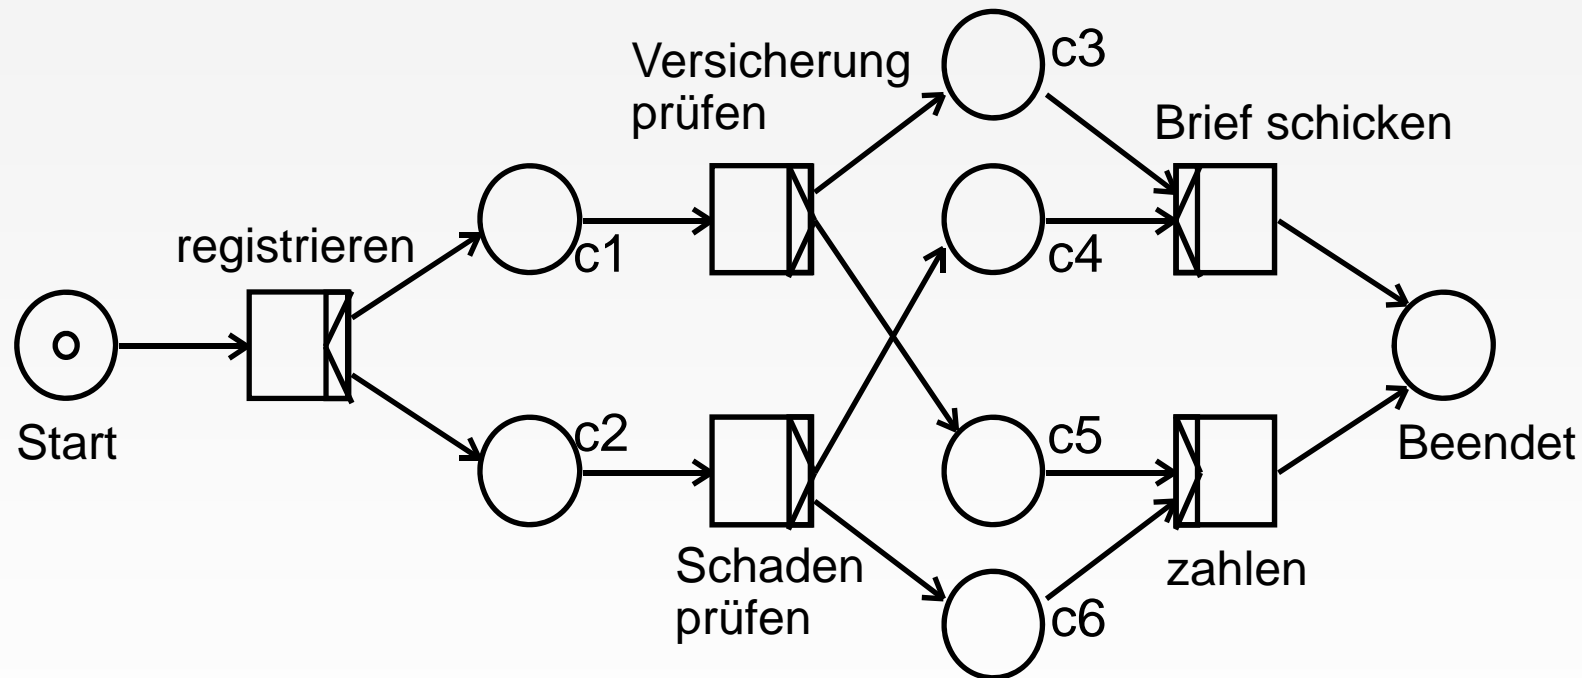 Versicherung
prüfen
c3
Brief schicken
registrieren
c1
c4
Start
c2
c5
Beendet
Schaden
prüfen
zahlen
c6